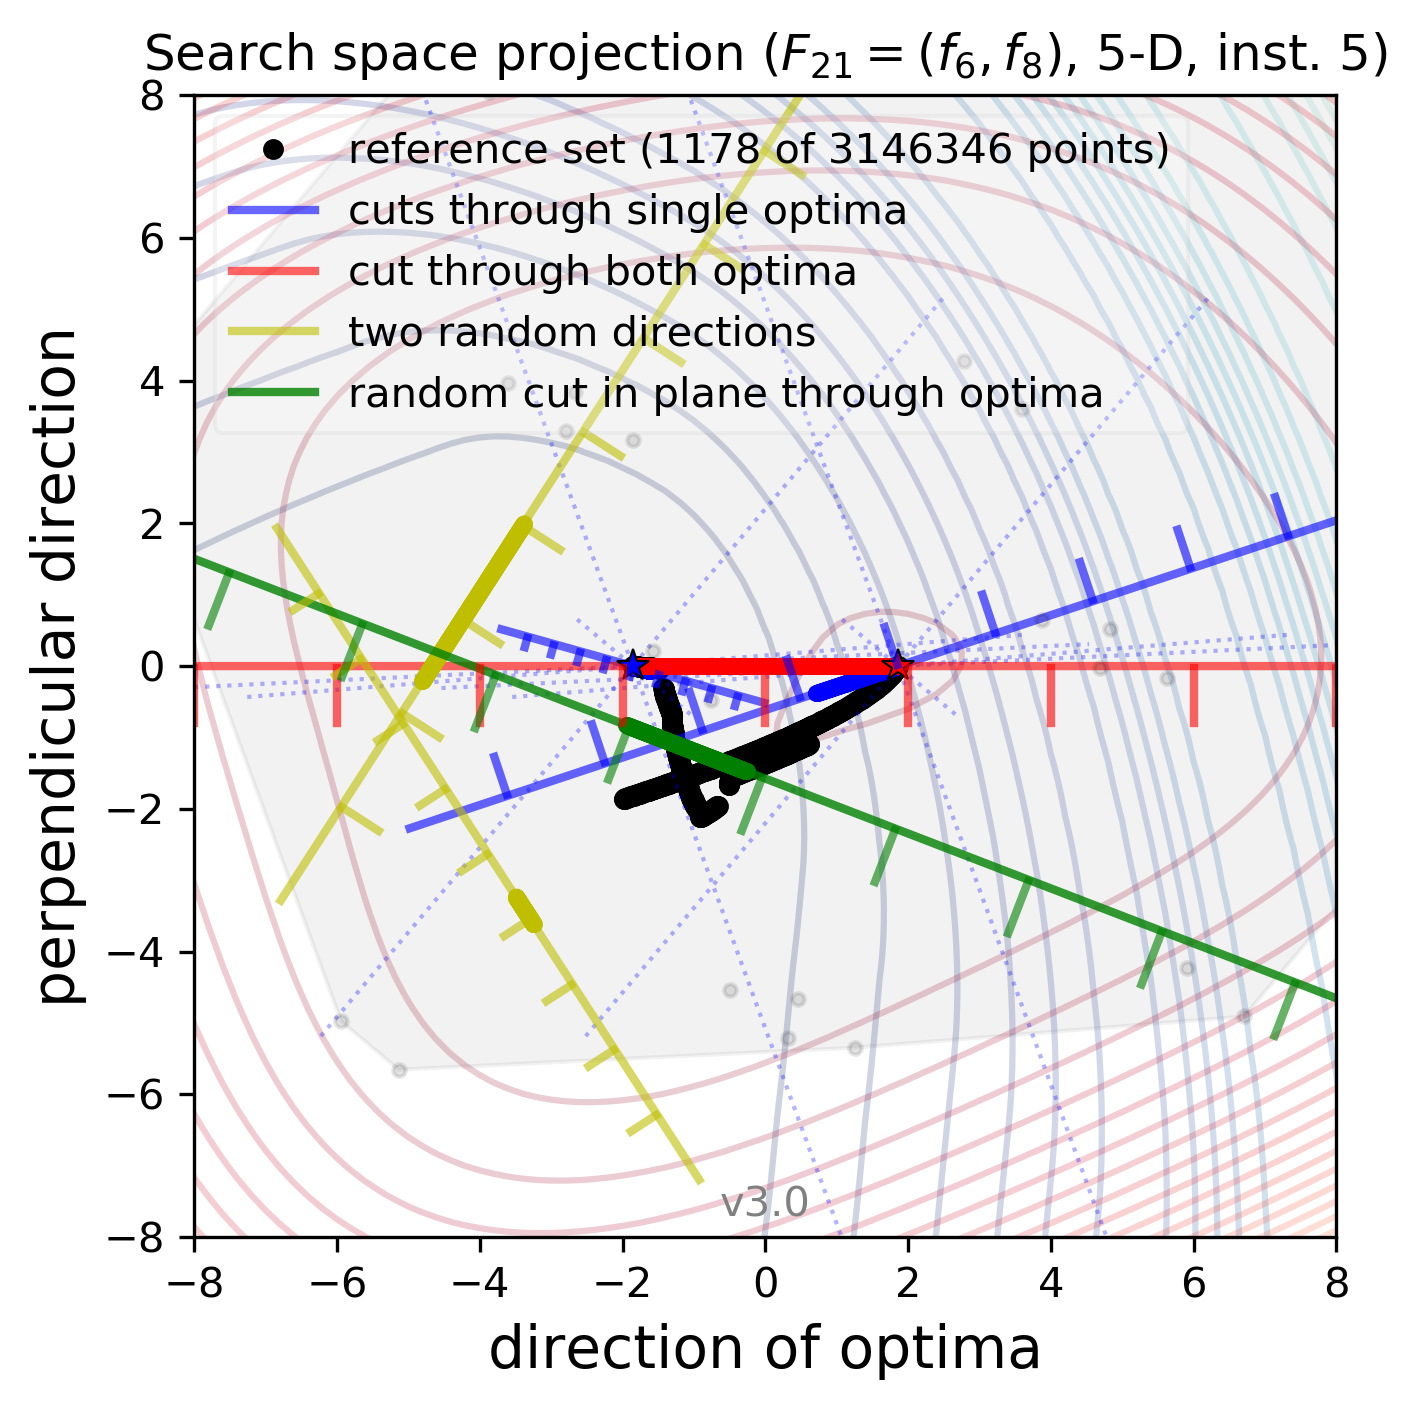 Search space projection (F₂₁ = (f₆, f₈), 5-D, inst. 5)
reference set (1178 of 3146346 points)
cuts through single optima
cut through both optima
two random directions
random cut in plane through optima
perpendicular direction
8
6
4
2
0
−2
−4
−6
−8
v3.0
−8 −6 −4 −2 0 2 4 6 8
direction of optima